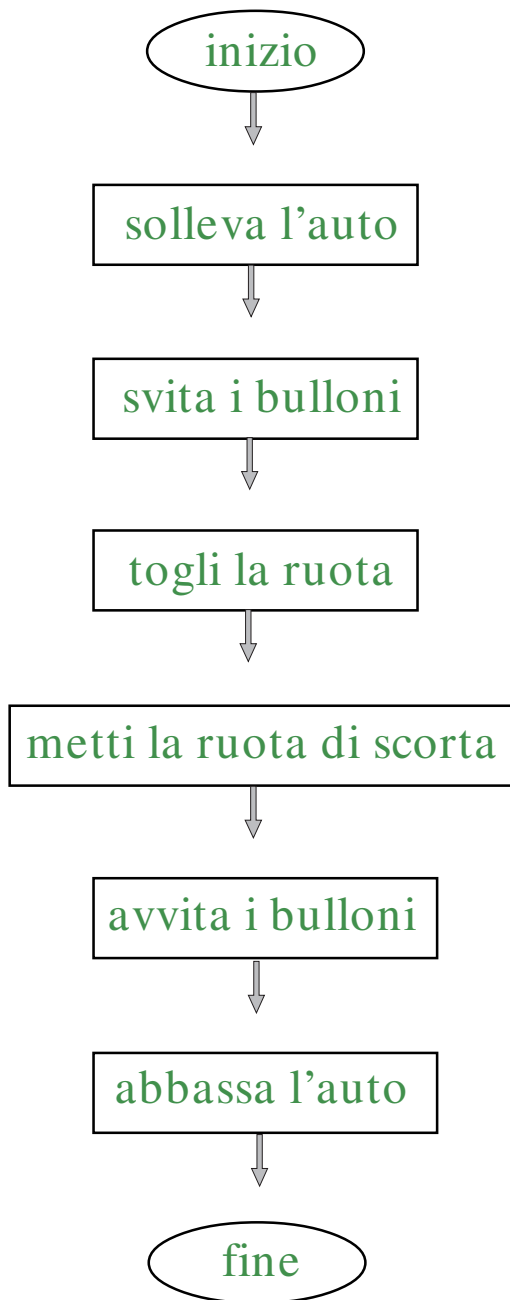 inizio
solleva l’auto
svita i bulloni
togli la ruota
metti la ruota di scorta
avvita i bulloni
abbassa l’auto
fine